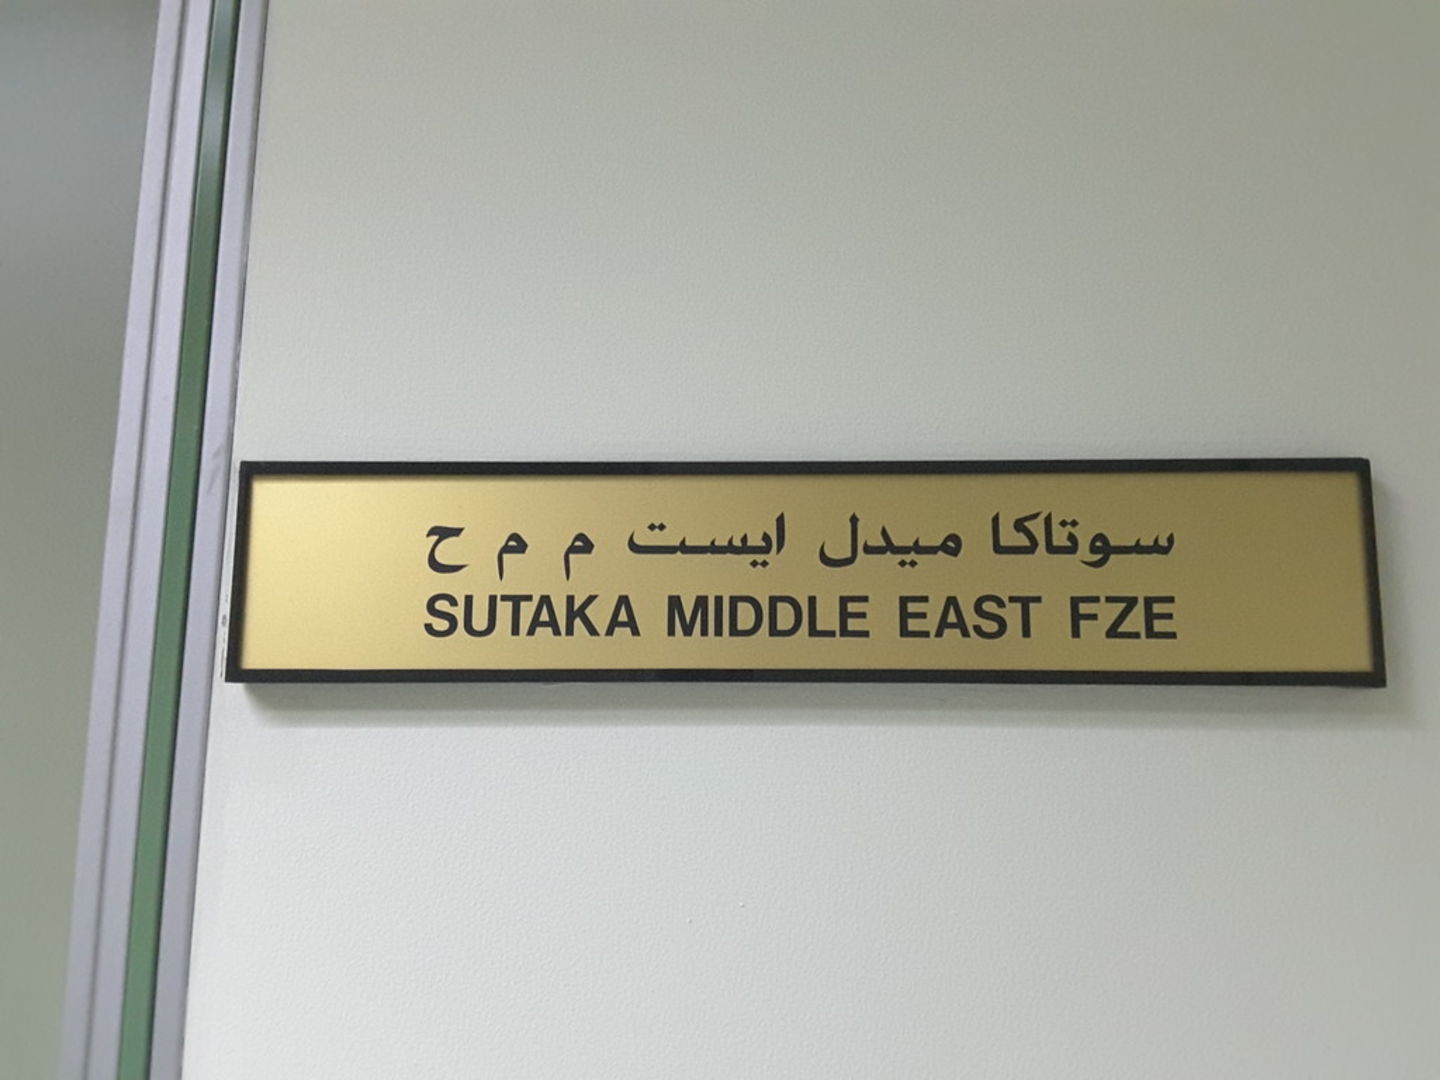 سوتاكا ميدل ايست م م ح
SUTAKA MIDDLE EAST FZE